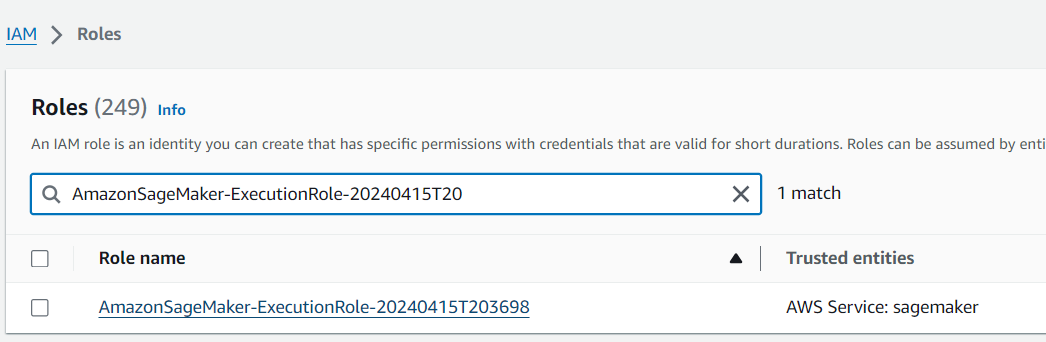 IAM > Roles
Roles (249) Info
An IAM role is an identity you can create that has specific permissions with credentials that are valid for short durations. Roles can be assumed by enti
AmazonSageMaker-ExecutionRole-20240415T20 1 match
Role name Trusted entities
AmazonSageMaker-ExecutionRole-20240415T203698 AWS Service: sagemaker